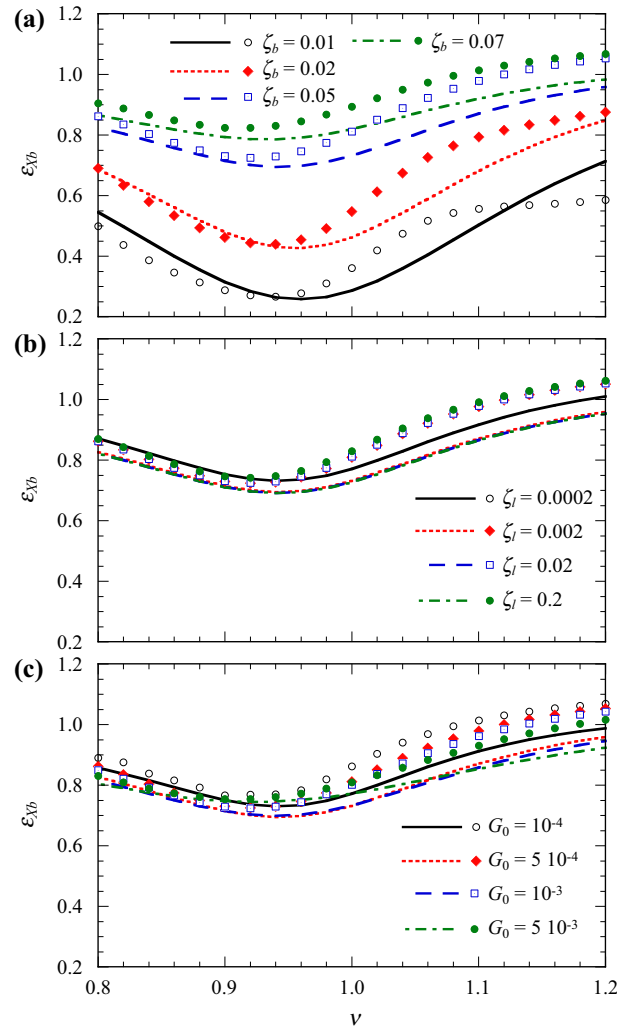 (a)
ζb = 0.01
ζb = 0.07
ζb = 0.02
ζb = 0.05
1.2
1.0
0.8
0.6
0.4
0.2
εXb
(b)
1.2
1.0
0.8
0.6
0.4
0.2
εXb
ζl = 0.0002
ζl = 0.002
ζl = 0.02
ζl = 0.2
(c)
1.2
1.0
0.8
0.6
0.4
0.2
εXb
G0 = 10-4
G0 = 5 10-4
G0 = 10-3
G0 = 5 10-3
0.8 0.9 1.0 1.1 1.2
ν